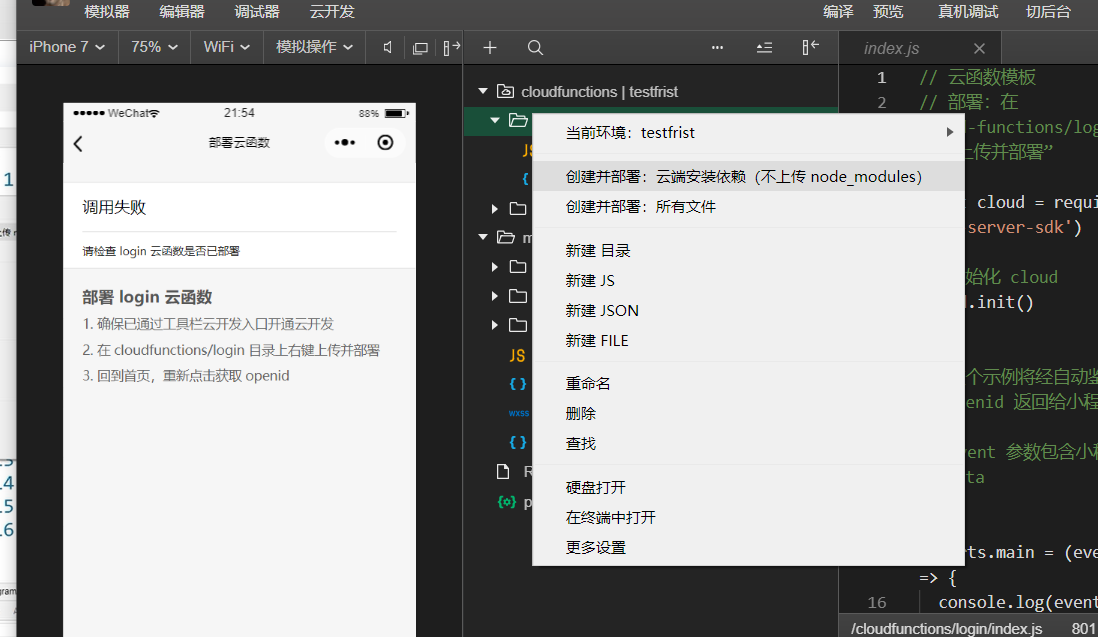 模拟器 编辑器 调试器 云开发 编译 预览 真机调试 切后台
iPhone 7 75% WiFi 模拟操作
index.js
cloudfunctions | testfrist
WeChat 21:54 88%
部署云函数
调用失败
请检查 login 云函数是否已部署
部署 login 云函数
1. 确保已通过工具栏云开发入口开通云开发
2. 在 cloudfunctions/login 目录上右键上传并部署
3. 回到首页，重新点击获取 openid
JS
{ }
wxss
{ }
当前环境：testfrist
创建并部署：云端安装依赖（不上传 node_modules）
创建并部署：所有文件
新建 目录
新建 JS
新建 JSON
新建 FILE
重命名
删除
查找
硬盘打开
在终端中打开
更多设置
1 // 云函数模板
2 // 部署：在
-functions/log
上传并部署”
cloud = requi
server-sdk')
始化 cloud
.init()
个示例将经自动鉴
enid 返回给小程
vent 参数包含小程
ta
rts.main = (eve
=> {
16 console.log(event
/cloudfunctions/login/index.js 801